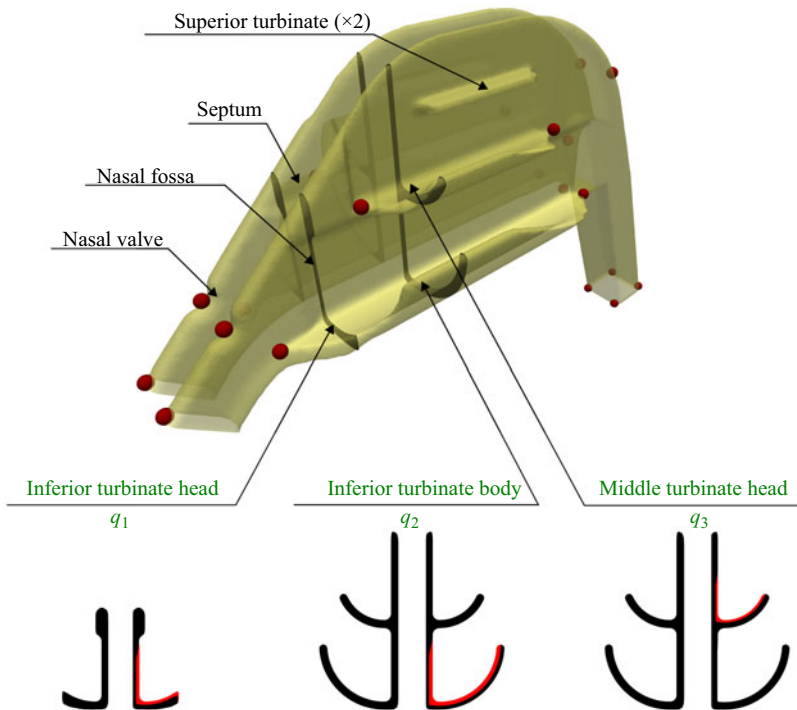 Superior turbinate (×2)
Septum
Nasal fossa
Nasal valve
Inferior turbinate head
Inferior turbinate body
Middle turbinate head
q1
q2
q3